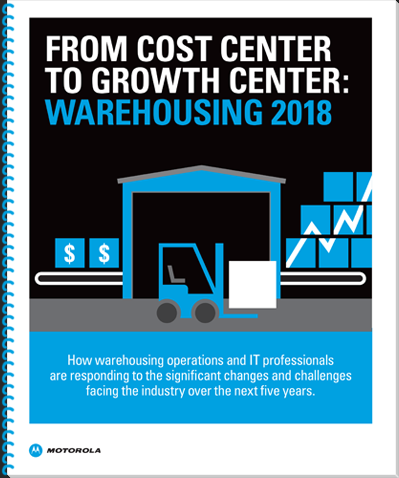 FROM COST CENTER
TO GROWTH CENTER:
WAREHOUSING 2018
$ $
How warehousing operations and IT professionals
are responding to the significant changes and challenges
facing the industry over the next five years.
MOTOROLA